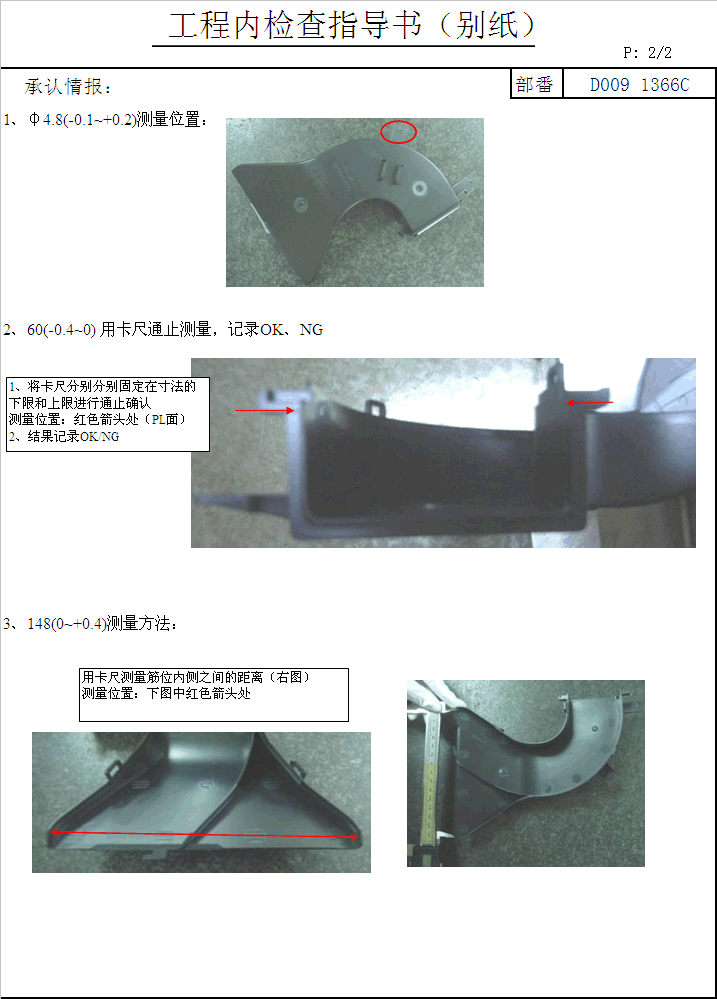 工程内检查指导书（别纸）
P: 2/2
承认情报：
部番 D009 1366C
1、φ4.8(-0.1~+0.2)测量位置：
2、60(-0.4~0) 用卡尺通止测量，记录OK、NG
1、将卡尺分别分别固定在寸法的
下限和上限进行通止确认
测量位置：红色箭头处（PL面）
2、结果记录OK/NG
3、148(0~+0.4)测量方法：
用卡尺测量筋位内侧之间的距离（右图）
测量位置：下图中红色箭头处